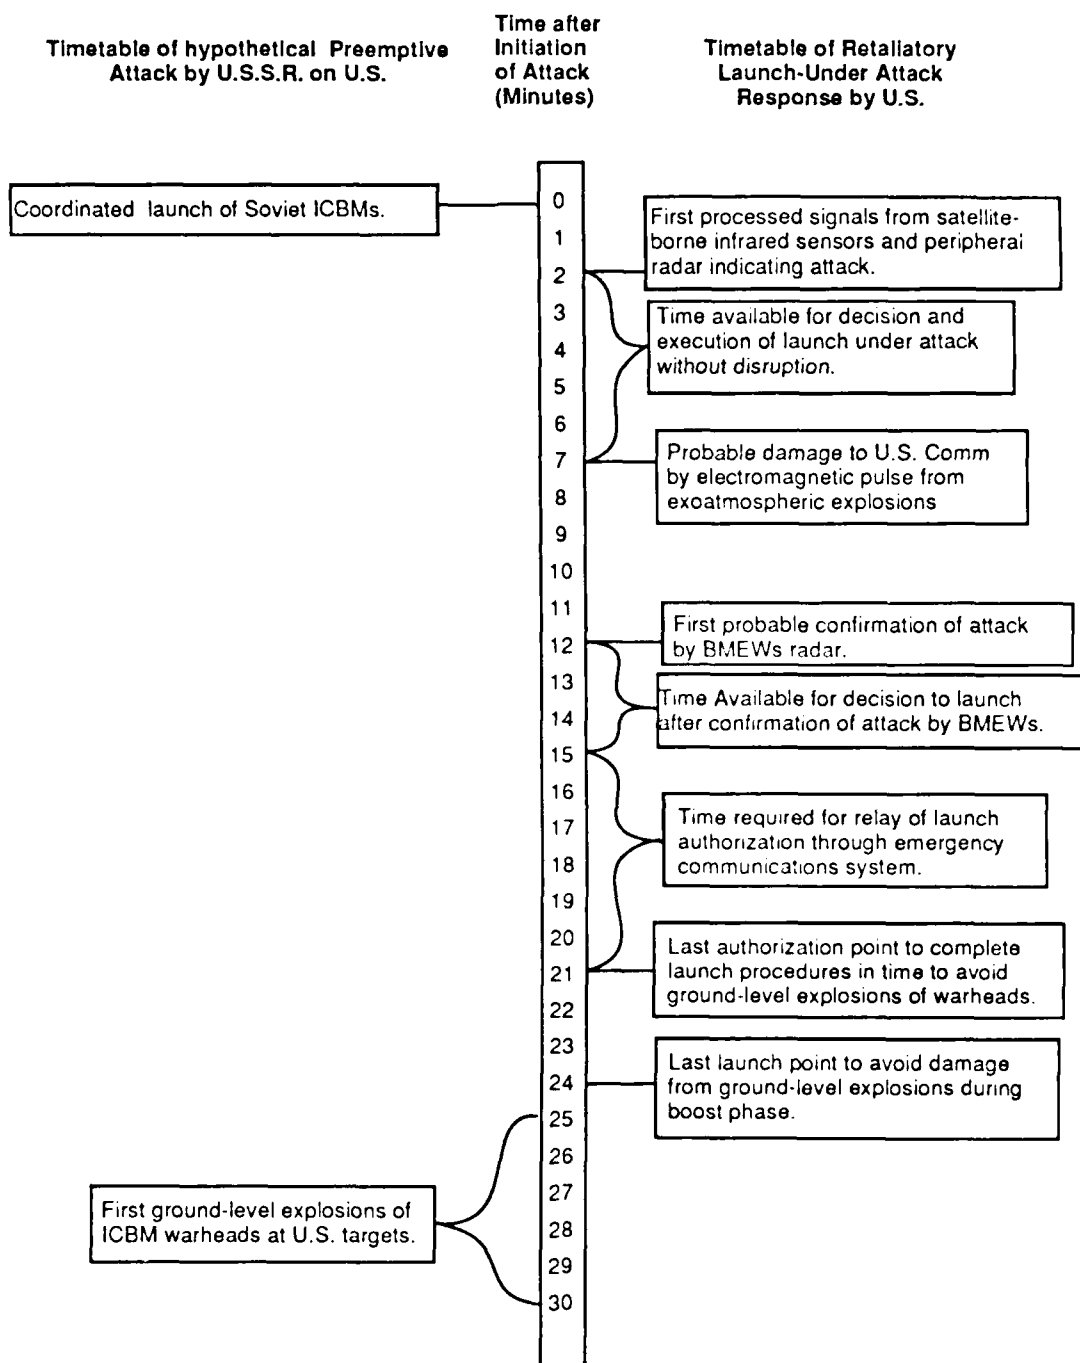 Timetable of hypothetical Preemptive
Attack by U.S.S.R. on U.S.
Time after
Initiation
of Attack
(Minutes)
Timetable of Retaliatory
Launch-Under Attack
Response by U.S.
Coordinated launch of Soviet ICBMs.
0
First processed signals from satellite-
borne infrared sensors and peripheral
radar indicating attack.
1
2
Time available for decision and
execution of launch under attack
without disruption.
3
4
5
6
Probable damage to U.S. Comm
by electromagnetic pulse from
exoatmospheric explosions
7
8
9
10
11
First probable confirmation of attack
by BMEWs radar.
12
13
Time Available for decision to launch
after confirmation of attack by BMEWs.
14
15
16
Time required for relay of launch
authorization through emergency
communications system.
17
18
19
20
Last authorization point to complete
launch procedures in time to avoid
ground-level explosions of warheads.
21
22
23
Last launch point to avoid damage
from ground-level explosions during
boost phase.
24
25
26
27
First ground-level explosions of
ICBM warheads at U.S. targets.
28
29
30